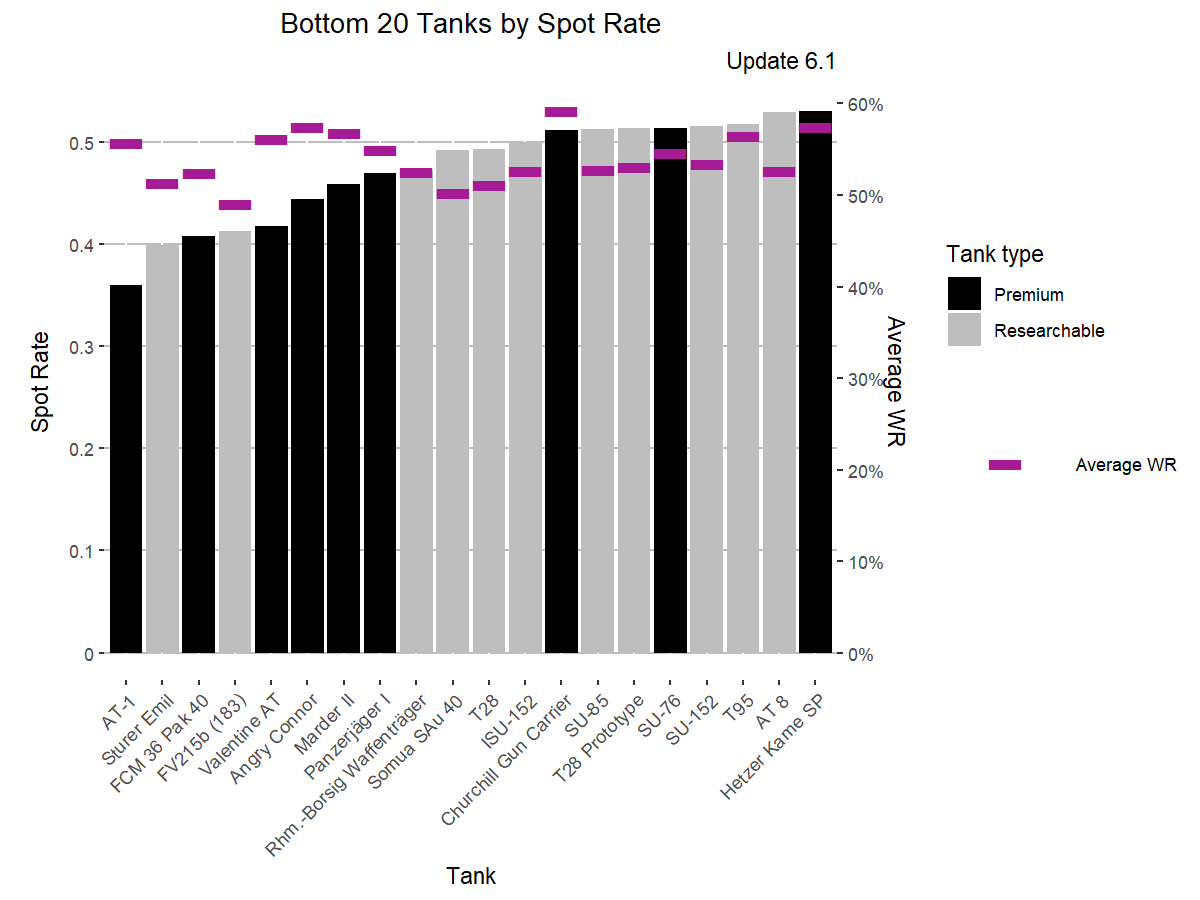 Bottom 20 Tanks by Spot Rate
Update 6.1
Spot Rate
0.5
0.4
0.3
0.2
0.1
0
60%
50%
40%
30%
20%
10%
0%
Average WR
AT-1
Sturer Emil
FCM 36 Pak 40
FV215b (183)
Valentine AT
Angry Connor
Marder II
Panzerjäger I
Rhm.-Borsig Waffenträger
Somua SAu 40
T28
ISU-152
Churchill Gun Carrier
SU-85
T28 Prototype
SU-76
SU-152
T95
AT 8
Hetzer Kame SP
Tank
Tank type
Premium
Researchable
Average WR